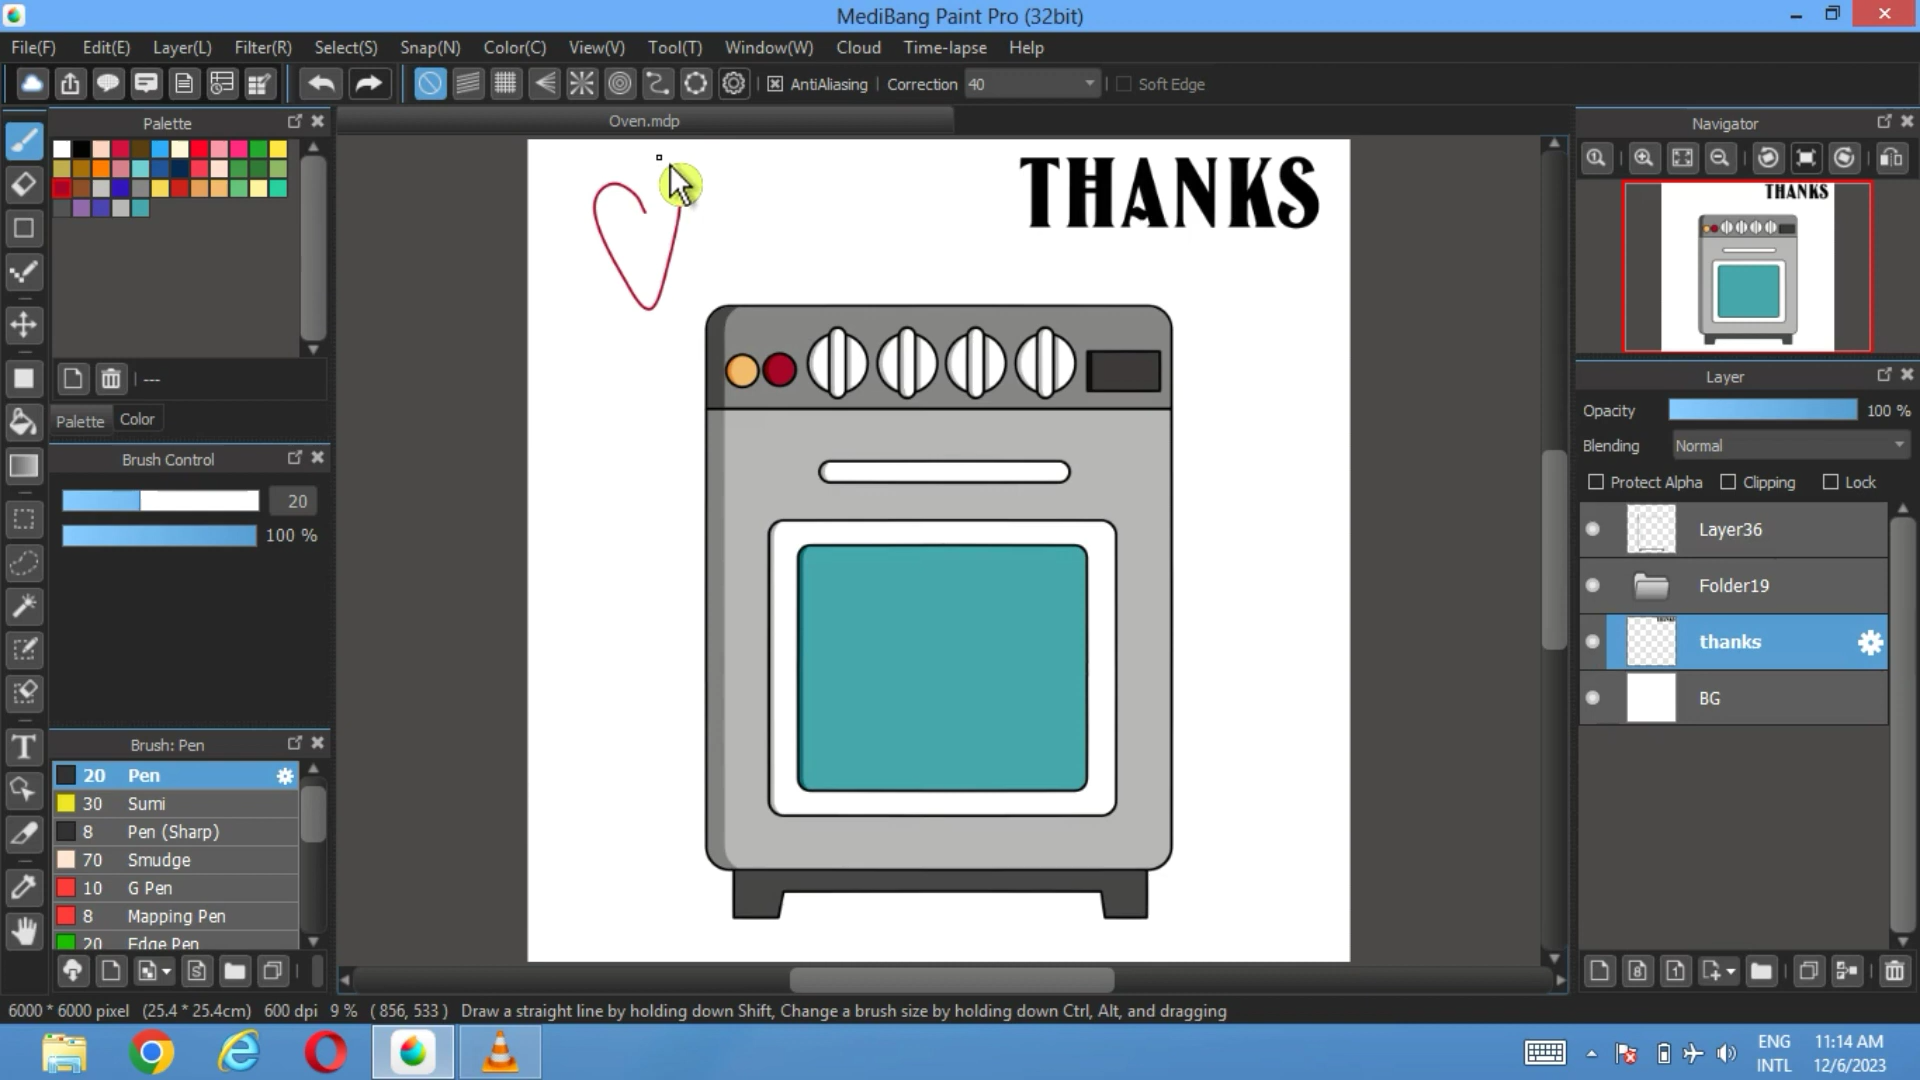 MediBang Paint Pro (32bit)
File(F) Edit(E) Layer(L) Filter(R) Select(S) Snap(N) Color(C) View(V) Tool(T) Window(W) Cloud Time-lapse Help
AntiAliasing Correction 40 Soft Edge
Palette
Oven.mdp
Navigator
THANKS
THANKS
---
Palette Color
Layer
Opacity 100 %
Blending Normal
Protect Alpha Clipping Lock
Brush Control
20
100 %
Layer36
Folder19
thanks
BG
Brush: Pen
20 Pen
30 Sumi
8 Pen (Sharp)
70 Smudge
10 G Pen
8 Mapping Pen
20 Edge Pen
6000 * 6000 pixel (25.4 * 25.4cm) 600 dpi 9 % ( 856, 533 ) Draw a straight line by holding down Shift, Change a brush size by holding down Ctrl, Alt, and dragging
ENG 11:14 AM
INTL 12/6/2023